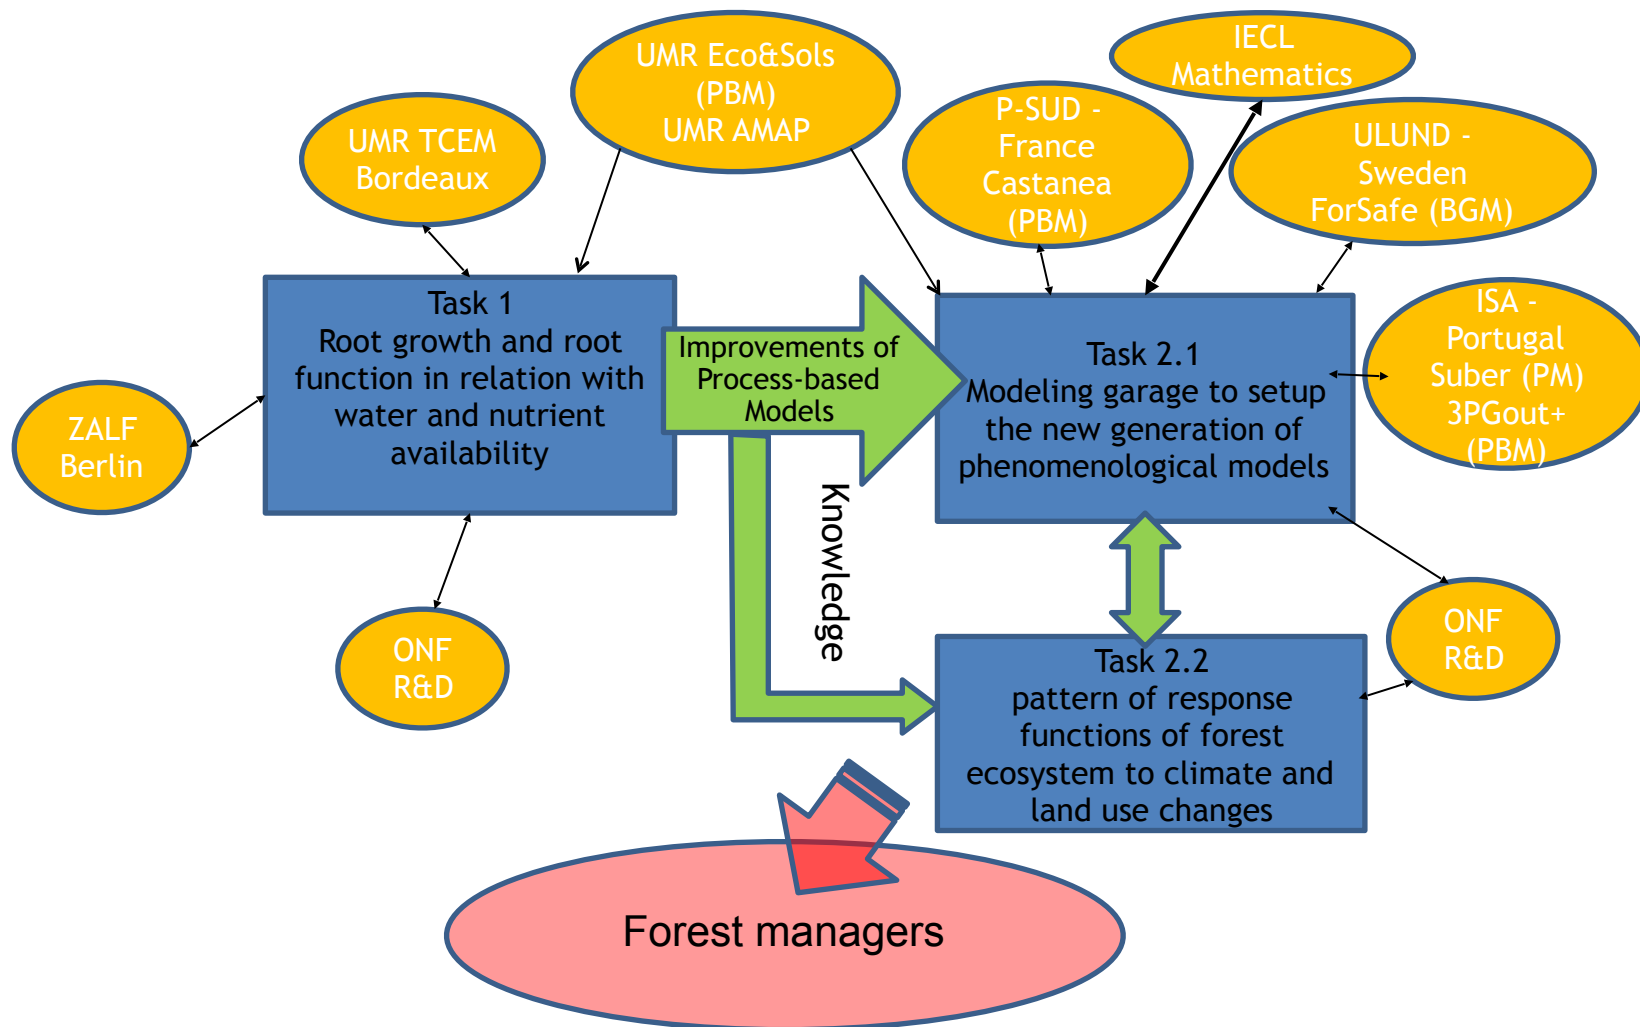 UMR Eco&Sols
(PBM)
UMR AMAP
IECL
Mathematics
P-SUD -
France
Castanea
(PBM)
ULUND -
Sweden
ForSafe (BGM)
UMR TCEM
Bordeaux
Task 1
Root growth and root
function in relation with
water and nutrient
availability
Improvements of
Process-based
Models
Task 2.1
Modeling garage to setup
the new generation of
phenomenological models
ISA -
Portugal
Suber (PM)
3PGout+
(PBM)
ZALF
Berlin
Knowledge
ONF
R&D
ONF
R&D
Task 2.2
pattern of response
functions of forest
ecosystem to climate and
land use changes
Forest managers